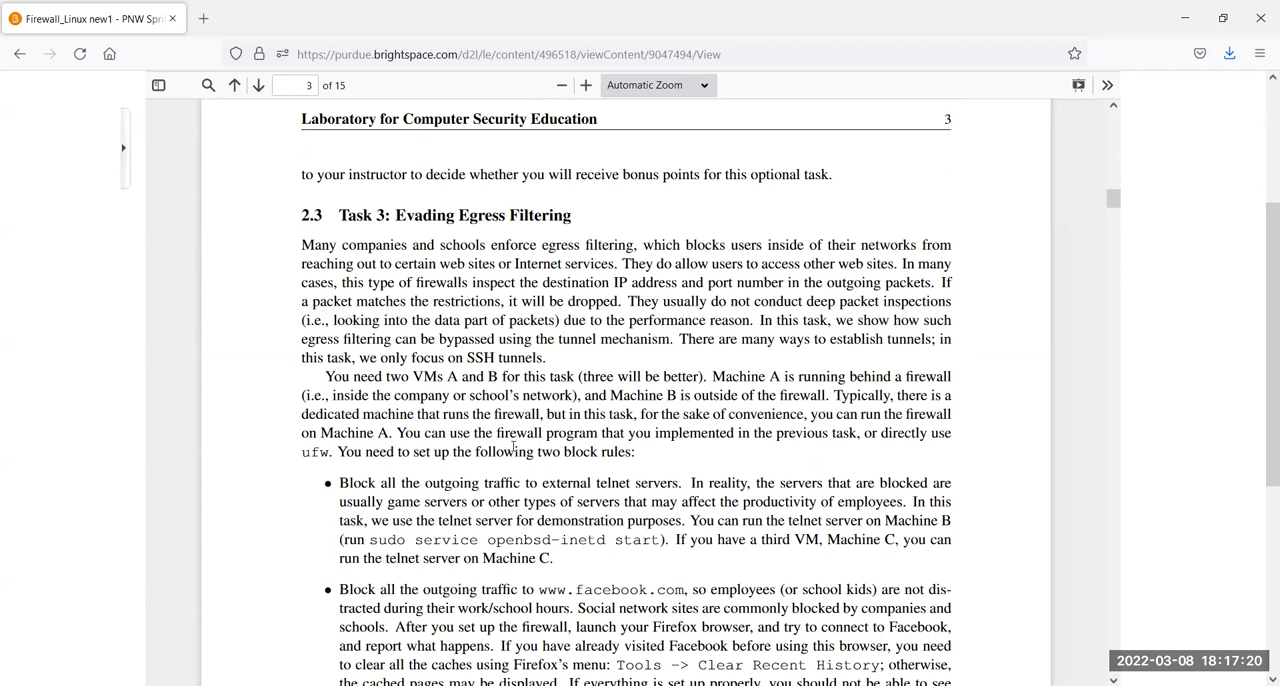 Firewall_Linux new1 - PNW Spri
https://purdue.brightspace.com/d2l/le/content/496518/viewContent/9047494/View
3 of 15
Automatic Zoom
Laboratory for Computer Security Education 3
to your instructor to decide whether you will receive bonus points for this optional task.
2.3 Task 3: Evading Egress Filtering
Many companies and schools enforce egress filtering, which blocks users inside of their networks from
reaching out to certain web sites or Internet services. They do allow users to access other web sites. In many
cases, this type of firewalls inspect the destination IP address and port number in the outgoing packets. If
a packet matches the restrictions, it will be dropped. They usually do not conduct deep packet inspections
(i.e., looking into the data part of packets) due to the performance reason. In this task, we show how such
egress filtering can be bypassed using the tunnel mechanism. There are many ways to establish tunnels; in
this task, we only focus on SSH tunnels.
You need two VMs A and B for this task (three will be better). Machine A is running behind a firewall
(i.e., inside the company or school's network), and Machine B is outside of the firewall. Typically, there is a
dedicated machine that runs the firewall, but in this task, for the sake of convenience, you can run the firewall
on Machine A. You can use the firewall program that you implemented in the previous task, or directly use
ufw. You need to set up the following two block rules:
• Block all the outgoing traffic to external telnet servers. In reality, the servers that are blocked are
usually game servers or other types of servers that may affect the productivity of employees. In this
task, we use the telnet server for demonstration purposes. You can run the telnet server on Machine B
(run sudo service openbsd-inetd start). If you have a third VM, Machine C, you can
run the telnet server on Machine C.
• Block all the outgoing traffic to www.facebook.com, so employees (or school kids) are not dis-
tracted during their work/school hours. Social network sites are commonly blocked by companies and
schools. After you set up the firewall, launch your Firefox browser, and try to connect to Facebook,
and report what happens. If you have already visited Facebook before using this browser, you need
to clear all the caches using Firefox's menu: Tools -> Clear Recent History; otherwise,
the cached pages may be displayed. If everything is set up properly, you should not be able to see
2022-03-08 18:17:20